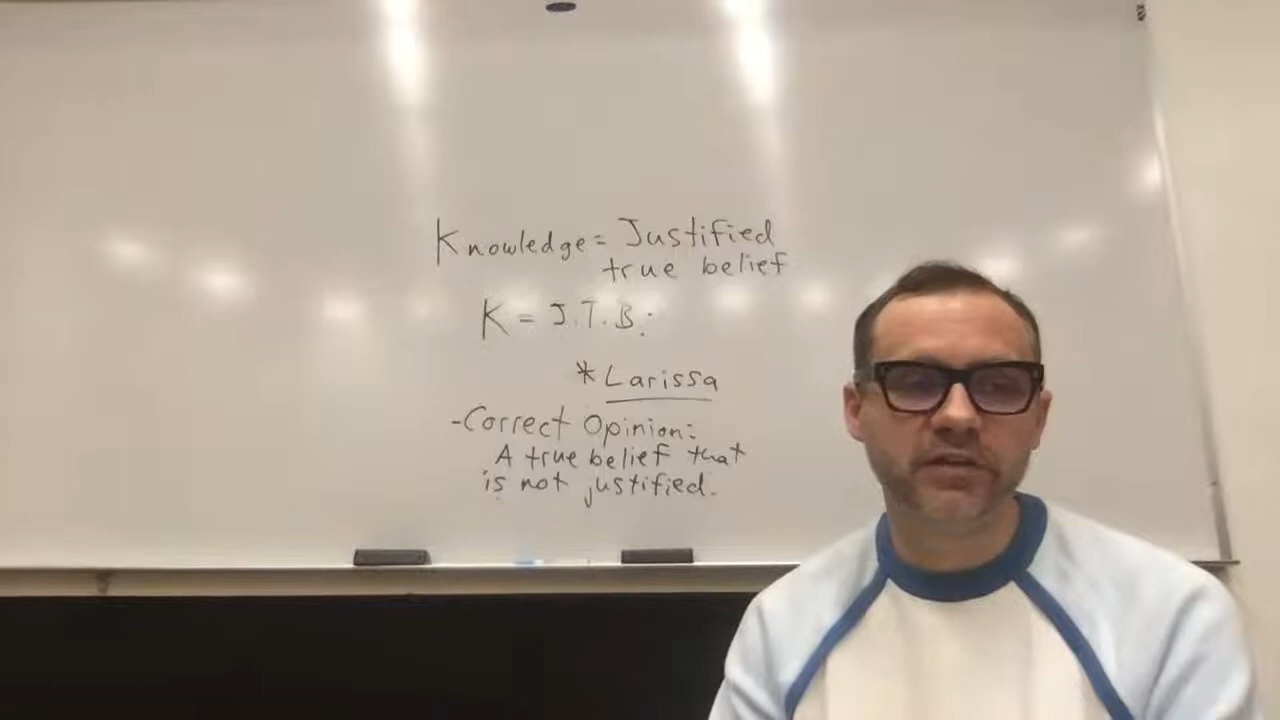 Knowledge = Justified
true belief
K = J.T.B.:
* Larissa
- Correct Opinion:
A true belief that
is not justified.